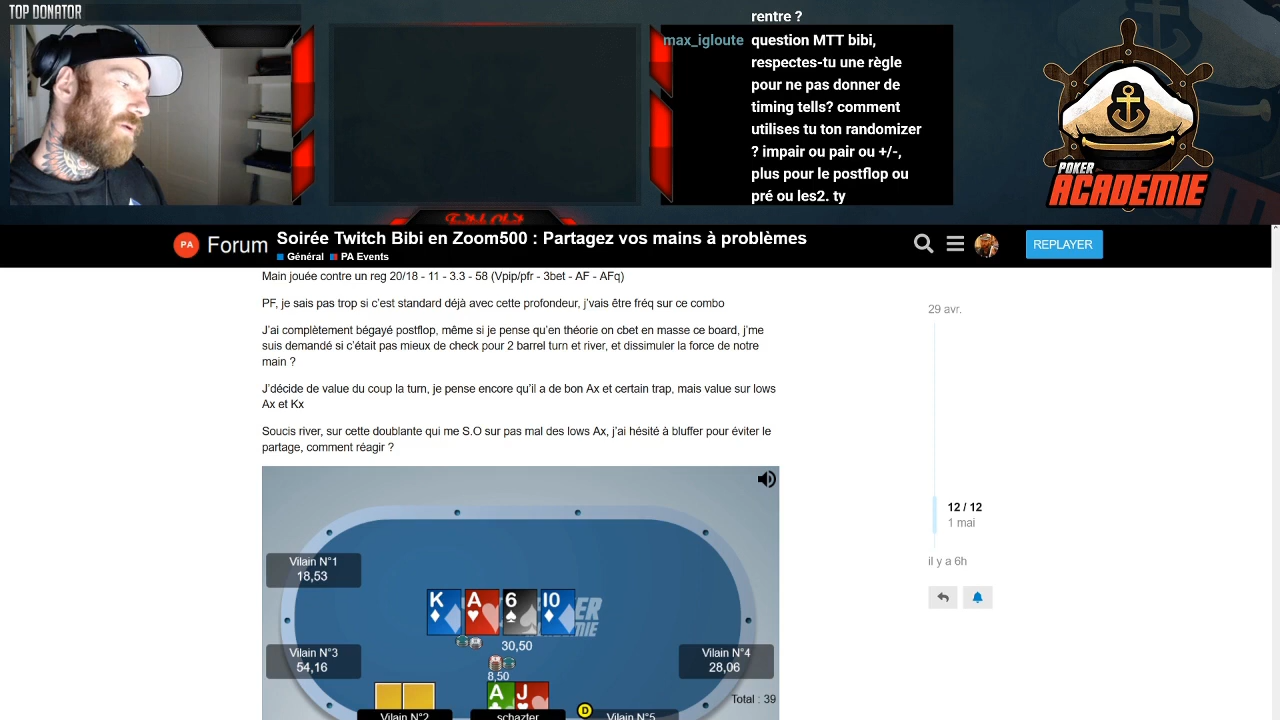 TOP DONATOR
rentre ?
max_igloute question MTT bibi,
respectes-tu une règle
pour ne pas donner de
timing tells? comment
utilises tu ton randomizer
? impair ou pair ou +/-,
plus pour le postflop ou
pré ou les2. ty
POKER
ACADEMIE
PA
Forum
Soirée Twitch Bibi en Zoom500 : Partagez vos mains à problèmes
Général PA Events
REPLAYER
Main jouée contre un reg 20/18 - 11 - 3.3 - 58 (Vpip/pfr - 3bet - AF - AFq)
PF, je sais pas trop si c'est standard déjà avec cette profondeur, j'vais être fréq sur ce combo
J'ai complètement bégayé postflop, même si je pense qu'en théorie on cbet en masse ce board, j'me
suis demandé si c'était pas mieux de check pour 2 barrel turn et river, et dissimuler la force de notre
main ?
J'décide de value du coup la turn, je pense encore qu'il a de bon Ax et certain trap, mais value sur lows
Ax et Kx
Soucis river, sur cette doublante qui me S.O sur pas mal des lows Ax, j'ai hésité à bluffer pour éviter le
partage, comment réagir ?
29 avr.
12 / 12
1 mai
il y a 6h
Vilain N°1
18,53
K A 6 10
30,50
Vilain N°3
54,16
Vilain N°4
28,06
8,50
A J
Total : 39
D
Vilain N°2
schazter
Vilain N°5